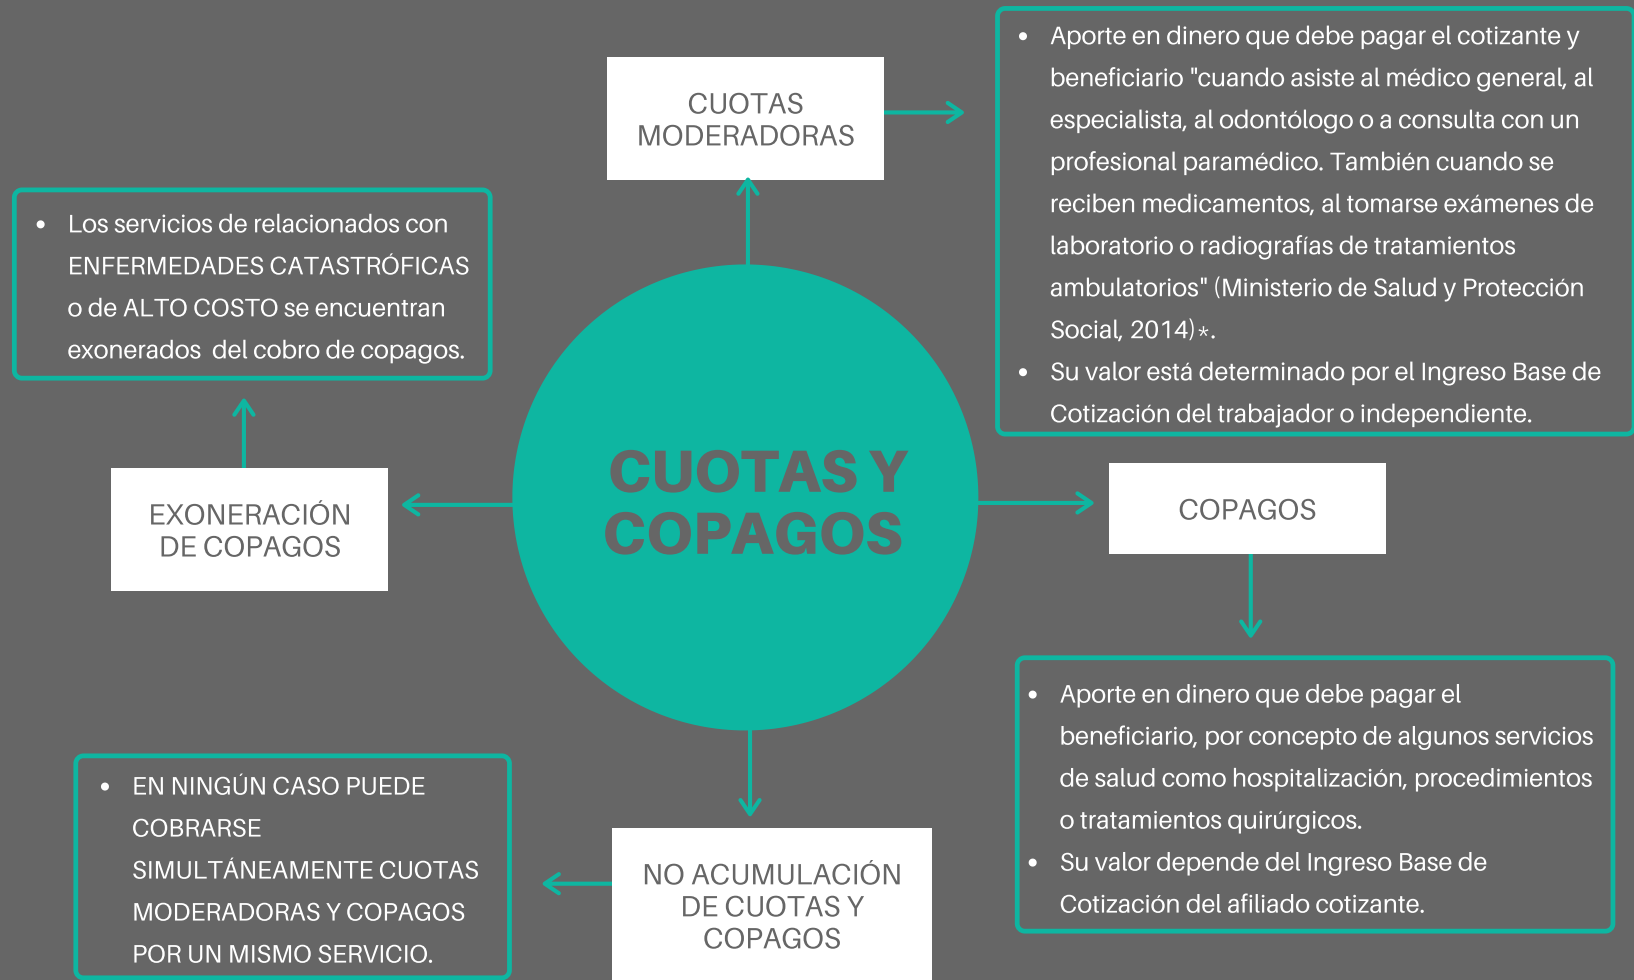 CUOTAS Y
COPAGOS
CUOTAS
MODERADORAS
• Aporte en dinero que debe pagar el cotizante y
beneficiario "cuando asiste al médico general, al
especialista, al odontólogo o a consulta con un
profesional paramédico. También cuando se
reciben medicamentos, al tomarse exámenes de
laboratorio o radiografías de tratamientos
ambulatorios" (Ministerio de Salud y Protección
Social, 2014)*.
• Su valor está determinado por el Ingreso Base de
Cotización del trabajador o independiente.
COPAGOS
• Aporte en dinero que debe pagar el
beneficiario, por concepto de algunos servicios
de salud como hospitalización, procedimientos
o tratamientos quirúrgicos.
• Su valor depende del Ingreso Base de
Cotización del afiliado cotizante.
NO ACUMULACIÓN
DE CUOTAS Y
COPAGOS
• EN NINGÚN CASO PUEDE
COBRARSE
SIMULTÁNEAMENTE CUOTAS
MODERADORAS Y COPAGOS
POR UN MISMO SERVICIO.
EXONERACIÓN
DE COPAGOS
• Los servicios de relacionados con
ENFERMEDADES CATASTRÓFICAS
o de ALTO COSTO se encuentran
exonerados  del cobro de copagos.